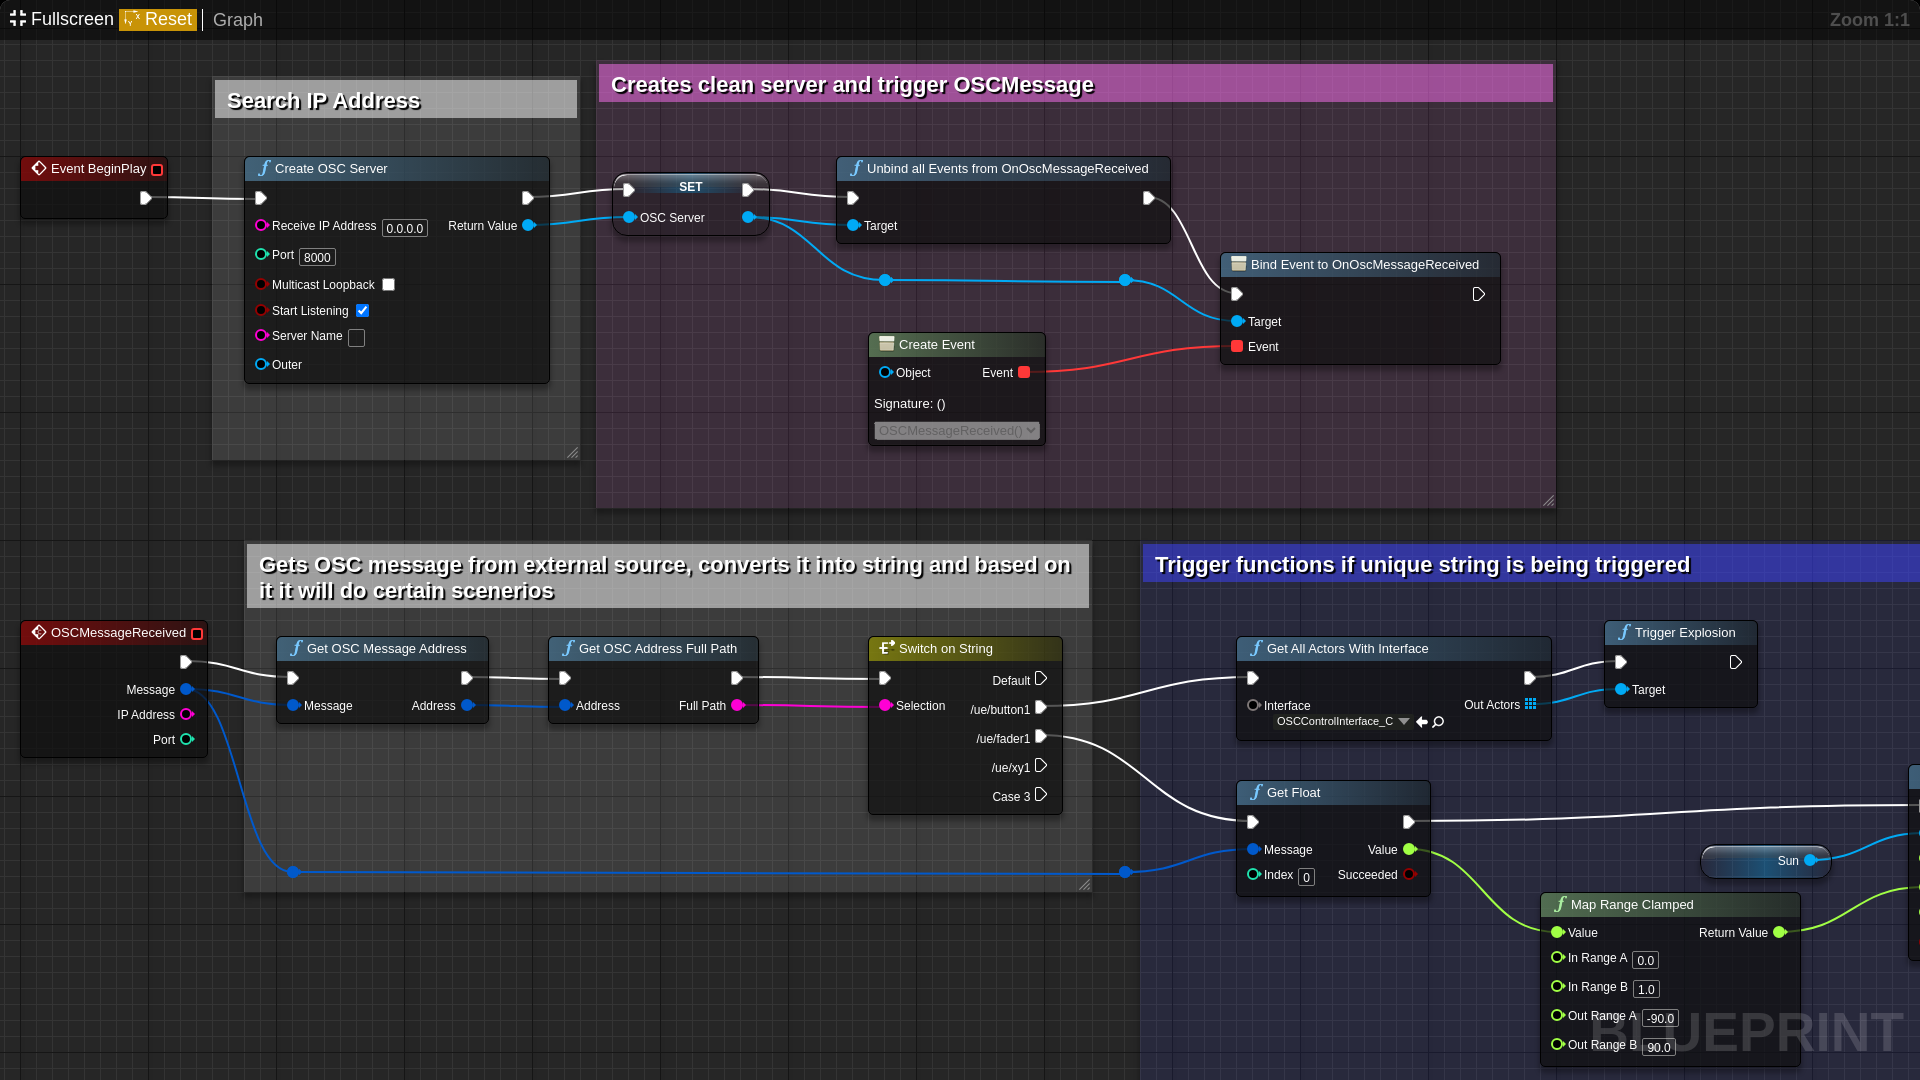 Fullscreen Reset Graph Zoom 1:1
Search IP Address
Creates clean server and trigger OSCMessage
Event BeginPlay
Create OSC Server
Receive IP Address 0.0.0.0 Return Value
Port 8000
Multicast Loopback
Start Listening
Server Name
Outer
SET
OSC Server
Unbind all Events from OnOscMessageReceived
Target
Bind Event to OnOscMessageReceived
Target
Event
Create Event
Object Event
Signature: ()
OSCMessageReceived()
Gets OSC message from external source, converts it into string and based on
it it will do certain scenerios
Trigger functions if unique string is being triggered
OSCMessageReceived
Message
IP Address
Port
Get OSC Message Address
Message Address
Get OSC Address Full Path
Address Full Path
Switch on String
Default
Selection /ue/button1
/ue/fader1
/ue/xy1
Case 3
Get All Actors With Interface
Interface Out Actors
OSCControlInterface_C
Trigger Explosion
Target
Get Float
Message Value
Index 0 Succeeded
Sun
Map Range Clamped
Value Return Value
In Range A 0.0
In Range B 1.0
Out Range A -90.0
Out Range B 90.0
BLUEPRINT